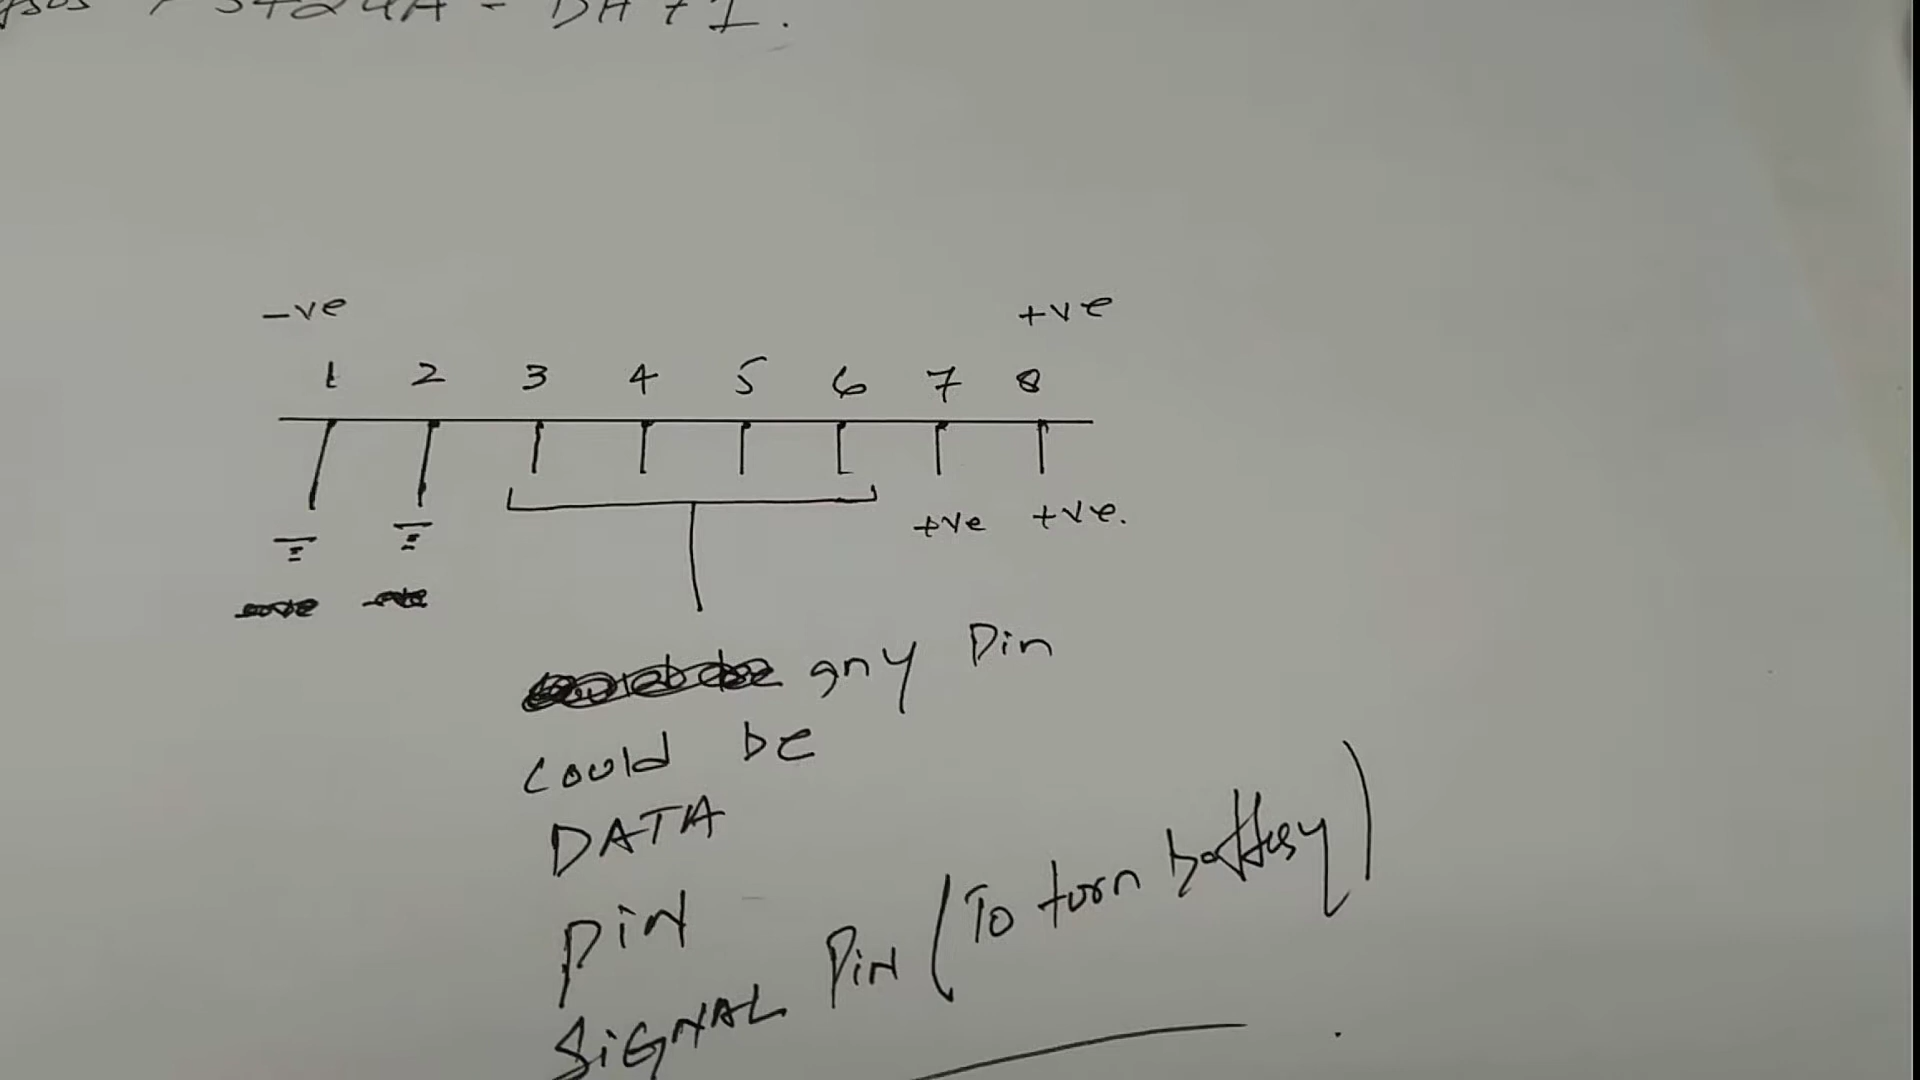 -ve +ve
1 2 3 4 5 6 7 8
+ve +ve.
any Pin
could be
DATA
PiN
SiGNAL PiN (To turn battery)